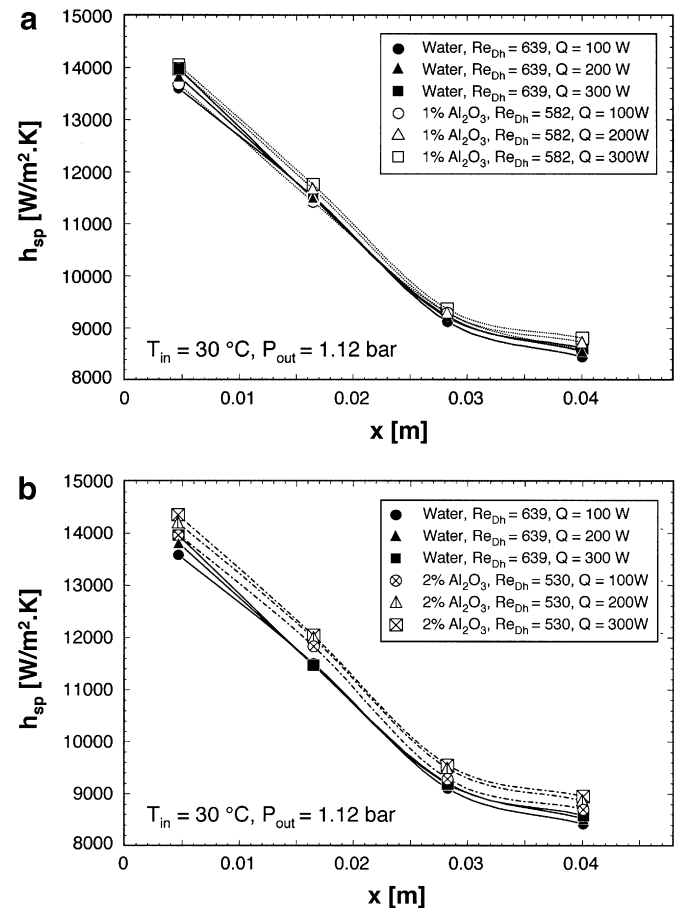 a
15000
14000
13000
12000
11000
10000
9000
8000
h_sp [W/m².K]
Water, Re_Dh = 639, Q = 100 W
Water, Re_Dh = 639, Q = 200 W
Water, Re_Dh = 639, Q = 300 W
1% Al₂O₃, Re_Dh = 582, Q = 100W
1% Al₂O₃, Re_Dh = 582, Q = 200W
1% Al₂O₃, Re_Dh = 582, Q = 300W
T_in = 30 °C, P_out = 1.12 bar
0 0.01 0.02 0.03 0.04
x [m]
b
15000
14000
13000
12000
11000
10000
9000
8000
h_sp [W/m².K]
Water, Re_Dh = 639, Q = 100 W
Water, Re_Dh = 639, Q = 200 W
Water, Re_Dh = 639, Q = 300 W
2% Al₂O₃, Re_Dh = 530, Q = 100W
2% Al₂O₃, Re_Dh = 530, Q = 200W
2% Al₂O₃, Re_Dh = 530, Q = 300W
T_in = 30 °C, P_out = 1.12 bar
0 0.01 0.02 0.03 0.04
x [m]